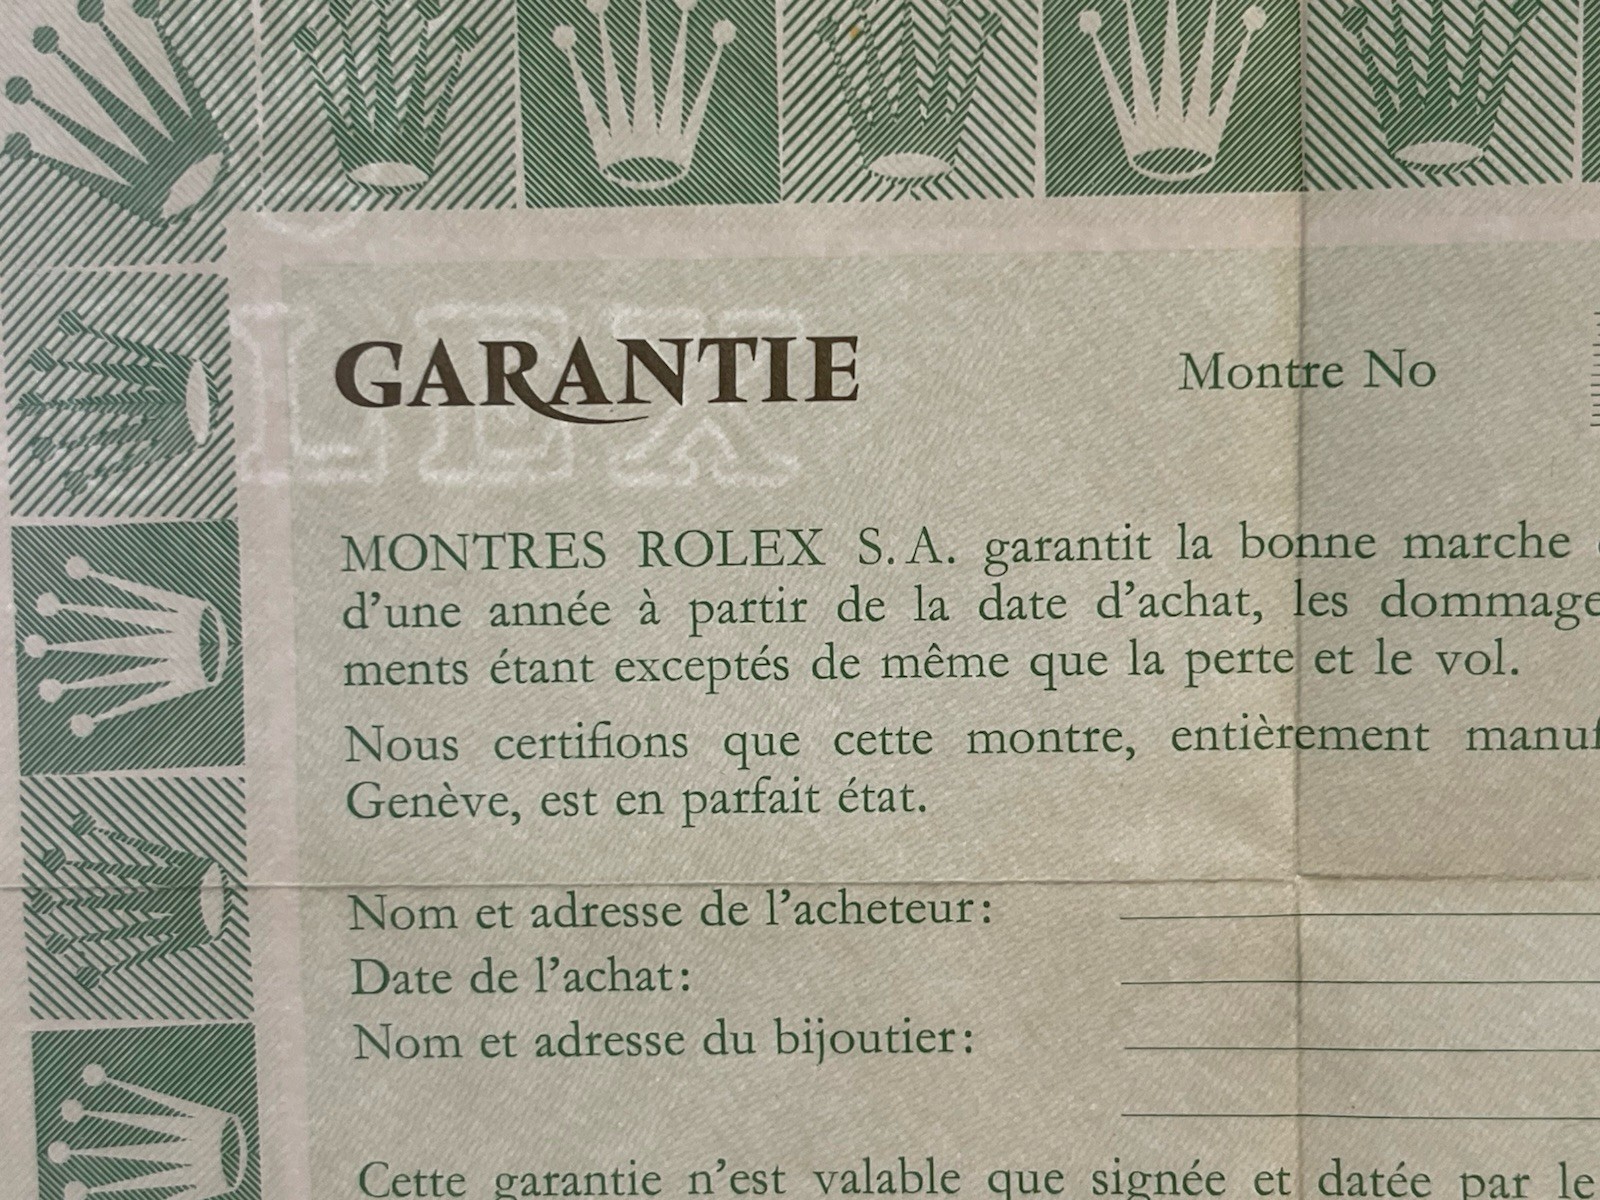 GARANTIE
Montre No
MONTRES ROLEX S.A. garantit la bonne marche
d’une année à partir de la date d’achat, les dommage
ments étant exceptés de même que la perte et le vol.
Nous certifions que cette montre, entièrement manuf
Genève, est en parfait état.
Nom et adresse de l’acheteur:
Date de l’achat:
Nom et adresse du bijoutier:
Cette garantie n’est valable que signée et datée par le